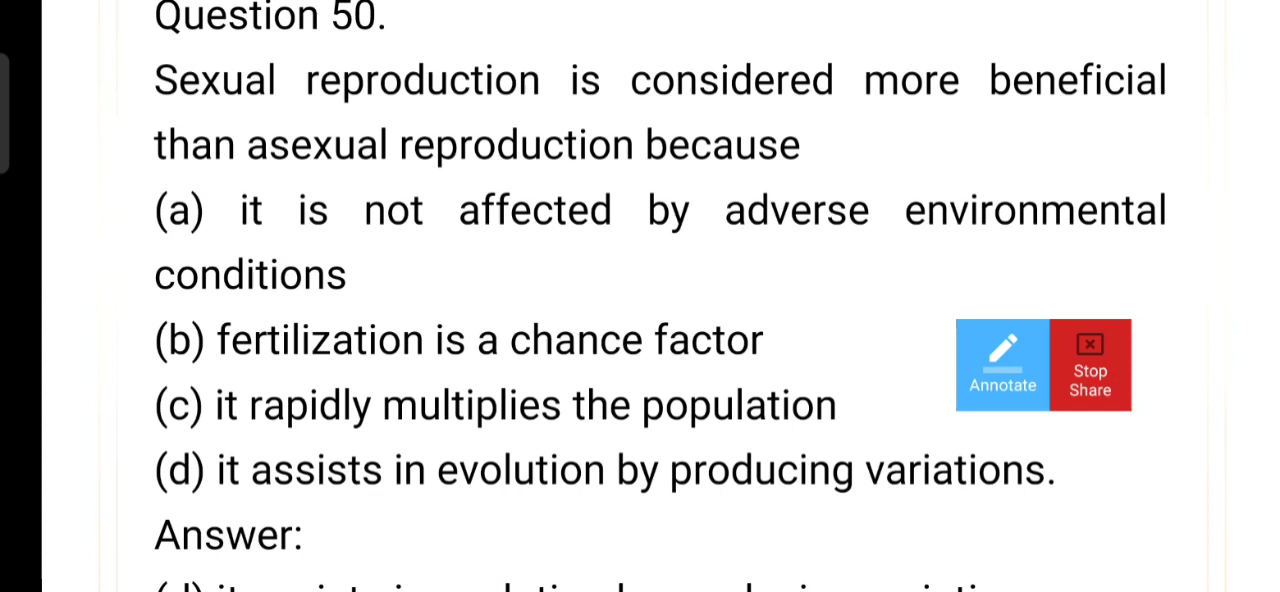 Question 50.
Sexual reproduction is considered more beneficial
than asexual reproduction because
(a) it is not affected by adverse environmental
conditions
(b) fertilization is a chance factor
Annotate
Stop
Share
(c) it rapidly multiplies the population
(d) it assists in evolution by producing variations.
Answer: